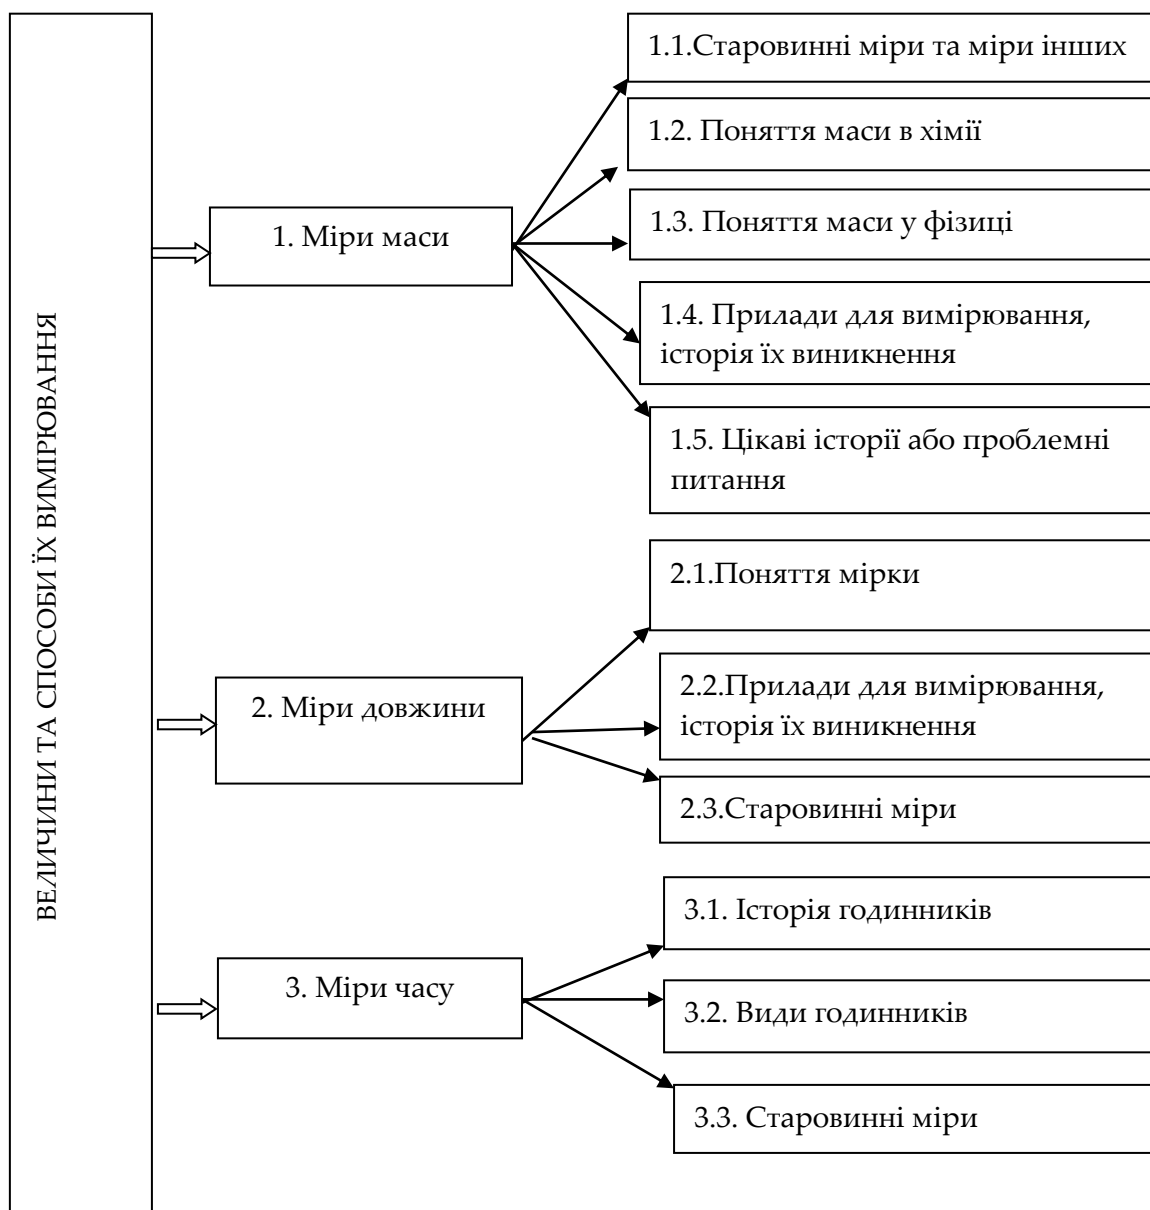 ВЕЛИЧИНИ ТА СПОСОБИ ЇХ ВИМІРЮВАННЯ
1. Міри маси
1.1.Старовинні міри та міри інших
1.2. Поняття маси в хімії
1.3. Поняття маси у фізиці
1.4. Прилади для вимірювання,
історія їх виникнення
1.5. Цікаві історії або проблемні
питання
2. Міри довжини
2.1.Поняття мірки
2.2.Прилади для вимірювання,
історія їх виникнення
2.3.Старовинні міри
3. Міри часу
3.1. Історія годинників
3.2. Види годинників
3.3. Старовинні міри